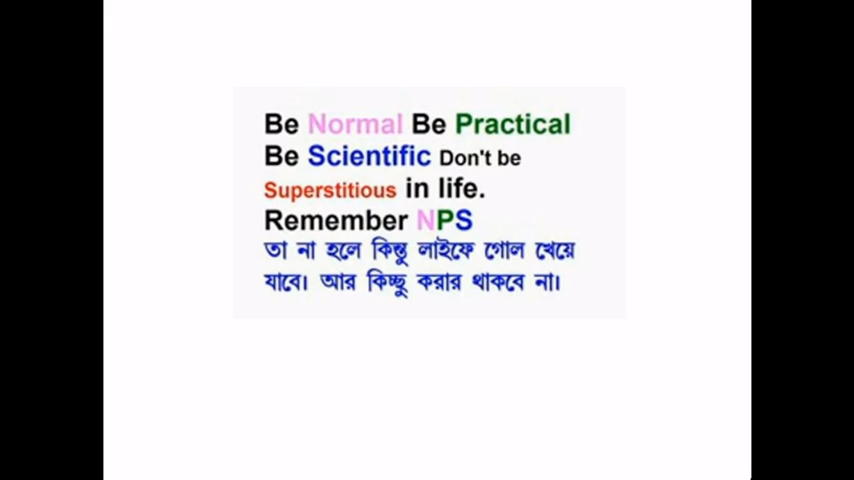 Be Normal Be Practical
Be Scientific Don't be
Superstitious in life.
Remember NPS
তা না হলে কিন্তু লাইফে গোল খেয়ে
যাবে। আর কিচ্ছু করার থাকবে না।